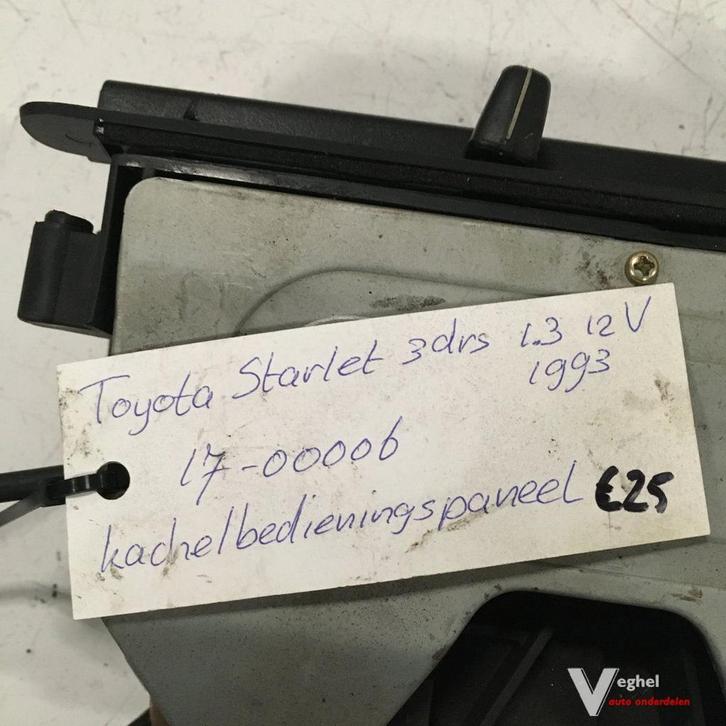 Toyota Starlet 3drs 1.3 12V
1993
17-00006
kachelbedieningspaneel €25
Veghel
auto onderdelen